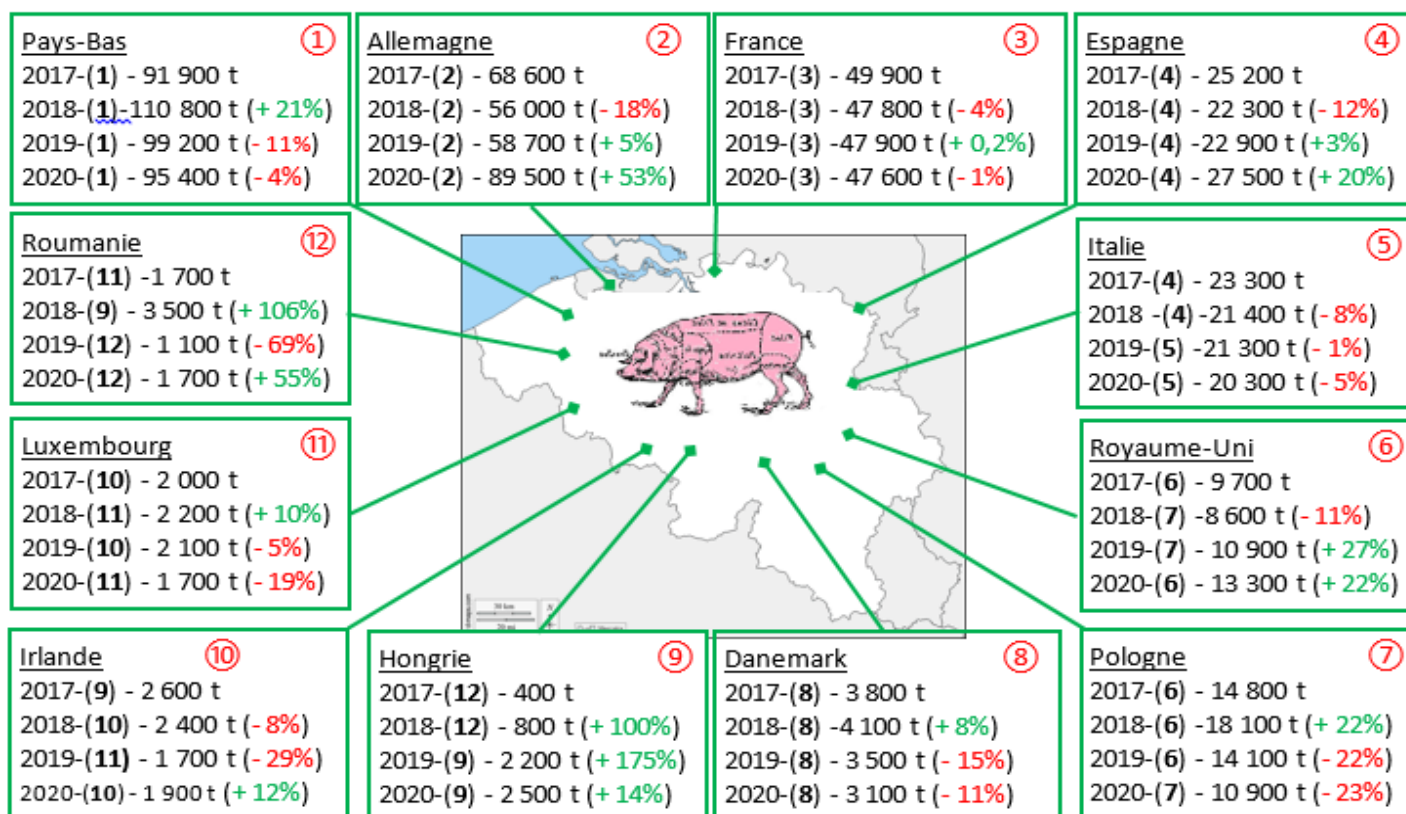 Pays-Bas ①
2017-(1) - 91 900 t
2018-(1)-110 800 t (+ 21%)
2019-(1) - 99 200 t (- 11%)
2020-(1) - 95 400 t (- 4%)
Allemagne ②
2017-(2) - 68 600 t
2018-(2) - 56 000 t (- 18%)
2019-(2) - 58 700 t (+ 5%)
2020-(2) - 89 500 t (+ 53%)
France ③
2017-(3) - 49 900 t
2018-(3) - 47 800 t (- 4%)
2019-(3) -47 900 t (+ 0,2%)
2020-(3) - 47 600 t (- 1%)
Espagne ④
2017-(4) - 25 200 t
2018-(4) - 22 300 t (- 12%)
2019-(4) -22 900 t (+3%)
2020-(4) - 27 500 t (+ 20%)
Roumanie ⑫
2017-(11) -1 700 t
2018-(9) - 3 500 t (+ 106%)
2019-(12) - 1 100 t (- 69%)
2020-(12) - 1 700 t (+ 55%)
Italie ⑤
2017-(4) - 23 300 t
2018 -(4) -21 400 t (- 8%)
2019-(5) -21 300 t (- 1%)
2020-(5) - 20 300 t (- 5%)
Luxembourg ⑪
2017-(10) - 2 000 t
2018-(11) - 2 200 t (+ 10%)
2019-(10) - 2 100 t (- 5%)
2020-(11) - 1 700 t (- 19%)
Royaume-Uni ⑥
2017-(6) - 9 700 t
2018-(7) -8 600 t (- 11%)
2019-(7) - 10 900 t (+ 27%)
2020-(6) - 13 300 t (+ 22%)
Irlande ⑩
2017-(9) - 2 600 t
2018-(10) - 2 400 t (- 8%)
2019-(11) - 1 700 t (- 29%)
2020-(10) - 1 900 t (+ 12%)
Hongrie ⑨
2017-(12) - 400 t
2018-(12) - 800 t (+ 100%)
2019-(9) - 2 200 t (+ 175%)
2020-(9) - 2 500 t (+ 14%)
Danemark ⑧
2017-(8) - 3 800 t
2018-(8) -4 100 t (+ 8%)
2019-(8) - 3 500 t (- 15%)
2020-(8) - 3 100 t (- 11%)
Pologne ⑦
2017-(6) - 14 800 t
2018-(6) -18 100 t (+ 22%)
2019-(6) - 14 100 t (- 22%)
2020-(7) - 10 900 t (- 23%)